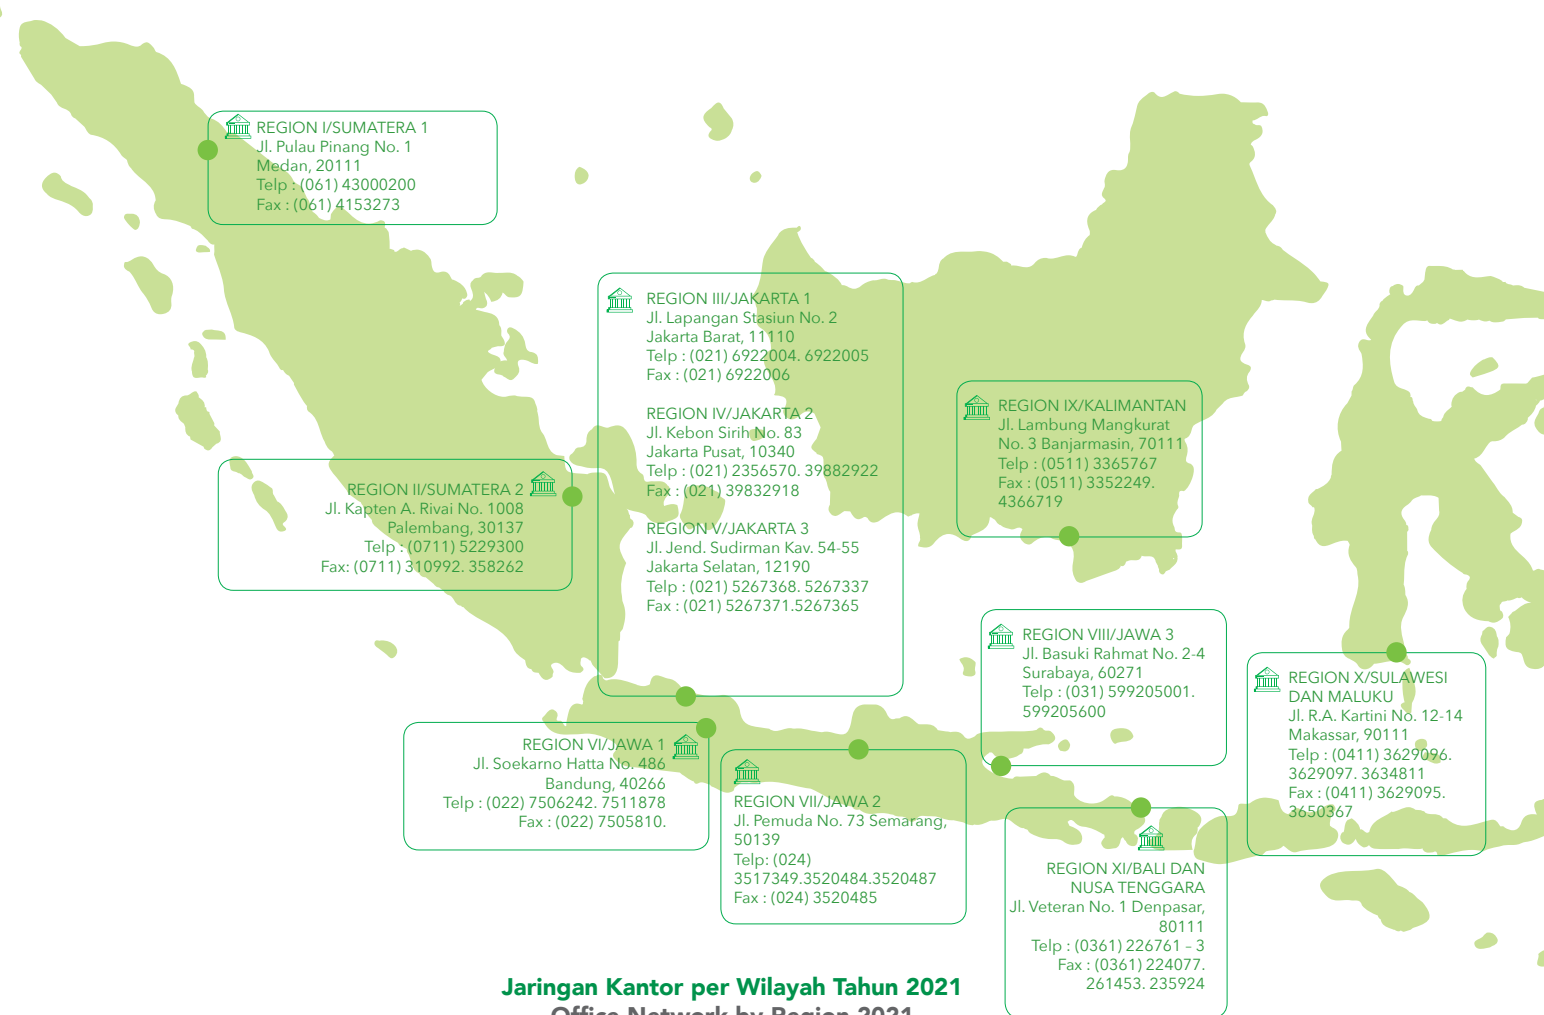 REGION I/SUMATERA 1
Jl. Pulau Pinang No. 1
Medan, 20111
Telp : (061) 43000200
Fax : (061) 4153273
REGION II/SUMATERA 2
Jl. Kapten A. Rivai No. 1008
Palembang, 30137
Telp : (0711) 5229300
Fax: (0711) 310992. 358262
REGION III/JAKARTA 1
Jl. Lapangan Stasiun No. 2
Jakarta Barat, 11110
Telp : (021) 6922004. 6922005
Fax : (021) 6922006
REGION IV/JAKARTA 2
Jl. Kebon Sirih No. 83
Jakarta Pusat, 10340
Telp : (021) 2356570. 39882922
Fax : (021) 39832918
REGION V/JAKARTA 3
Jl. Jend. Sudirman Kav. 54-55
Jakarta Selatan, 12190
Telp : (021) 5267368. 5267337
Fax : (021) 5267371.5267365
REGION VI/JAWA 1
Jl. Soekarno Hatta No. 486
Bandung, 40266
Telp : (022) 7506242. 7511878
Fax : (022) 7505810.
REGION VII/JAWA 2
Jl. Pemuda No. 73 Semarang,
50139
Telp: (024)
3517349.3520484.3520487
Fax : (024) 3520485
REGION VIII/JAWA 3
Jl. Basuki Rahmat No. 2-4
Surabaya, 60271
Telp : (031) 599205001.
599205600
REGION IX/KALIMANTAN
Jl. Lambung Mangkurat
No. 3 Banjarmasin, 70111
Telp : (0511) 3365767
Fax : (0511) 3352249.
4366719
REGION X/SULAWESI
DAN MALUKU
Jl. R.A. Kartini No. 12-14
Makassar, 90111
Telp : (0411) 3629096.
3629097. 3634811
Fax : (0411) 3629095.
3650367
REGION XI/BALI DAN
NUSA TENGGARA
Jl. Veteran No. 1 Denpasar,
80111
Telp : (0361) 226761 – 3
Fax : (0361) 224077.
261453. 235924
Jaringan Kantor per Wilayah Tahun 2021
Office Network by Region 2021